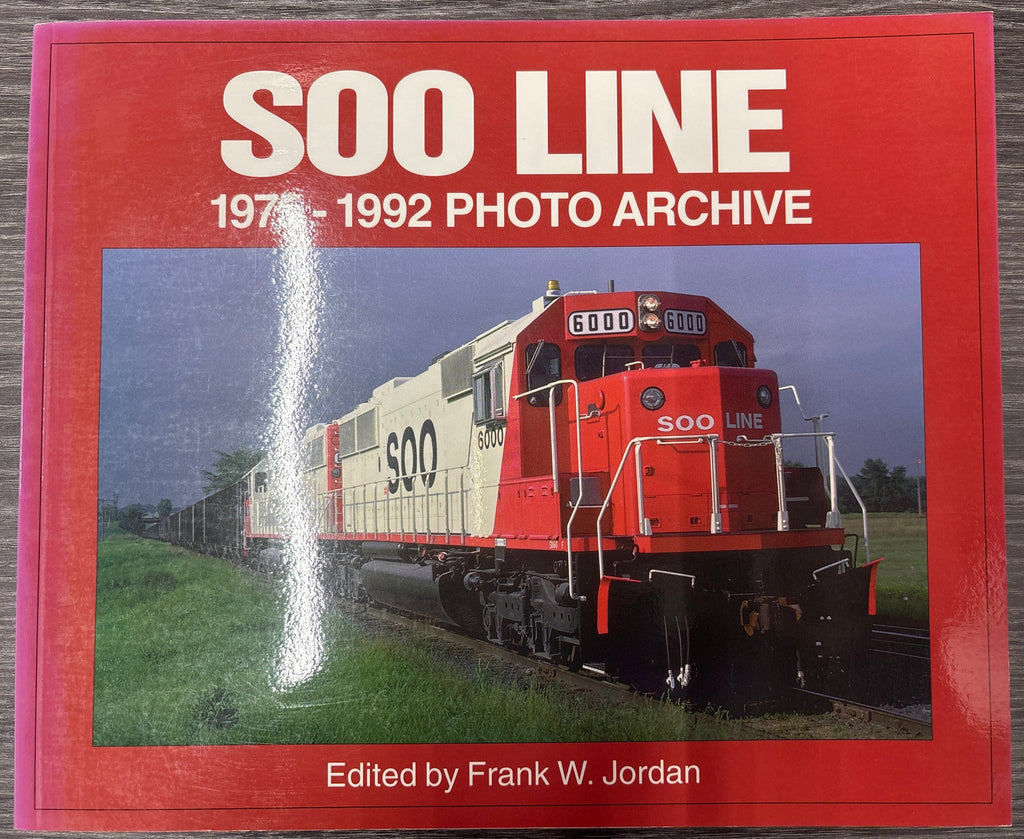 SOO LINE
1992 PHOTO ARCHIVE
6000 6000
SOO LINE
6000
SOO
Edited by Frank W. Jordan